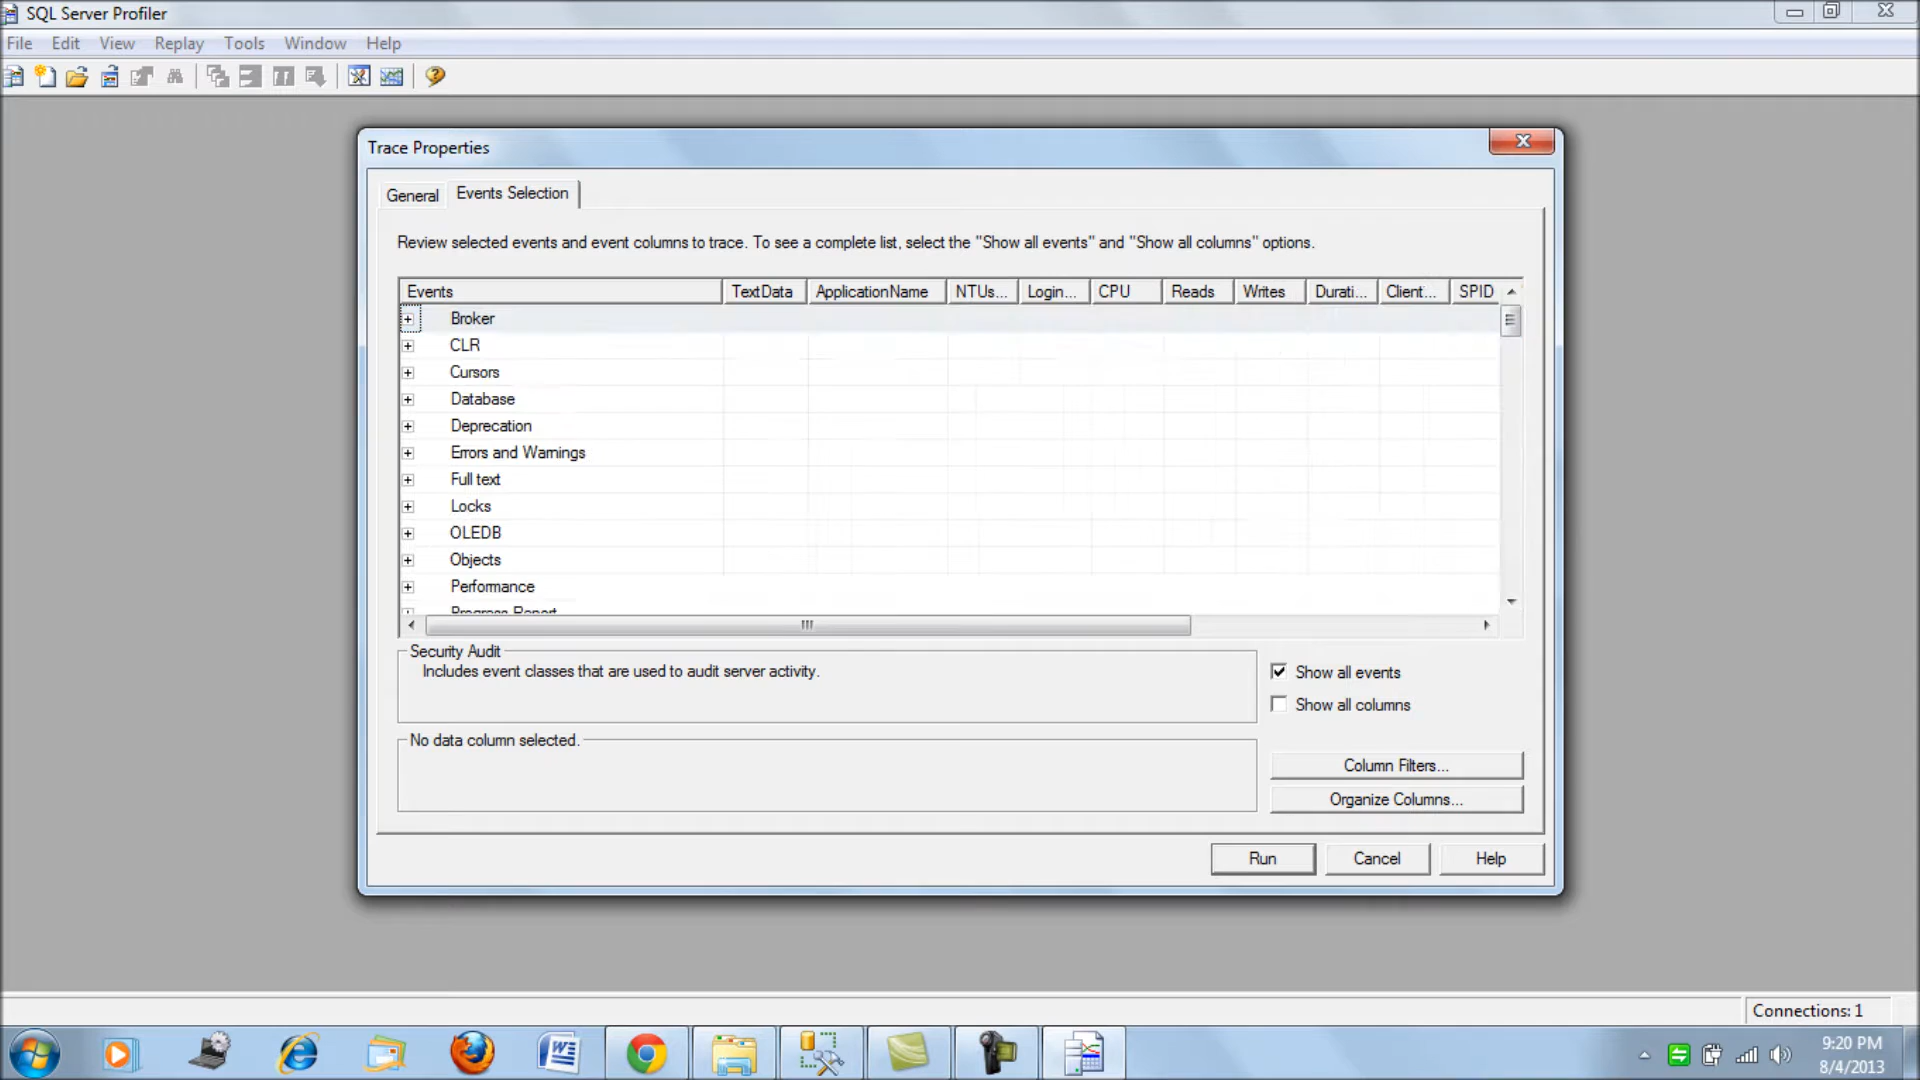 SQL Server Profiler
File Edit View Replay Tools Window Help
Trace Properties
General Events Selection
Review selected events and event columns to trace. To see a complete list, select the "Show all events" and "Show all columns" options.
Events TextData ApplicationName NTUs... Login... CPU Reads Writes Durati... Client... SPID
Broker
CLR
Cursors
Database
Deprecation
Errors and Warnings
Full text
Locks
OLEDB
Objects
Performance
Progress Report
Security Audit
Includes event classes that are used to audit server activity.
Show all events
Show all columns
No data column selected.
Column Filters...
Organize Columns...
Run Cancel Help
Connections: 1
9:20 PM
8/4/2013